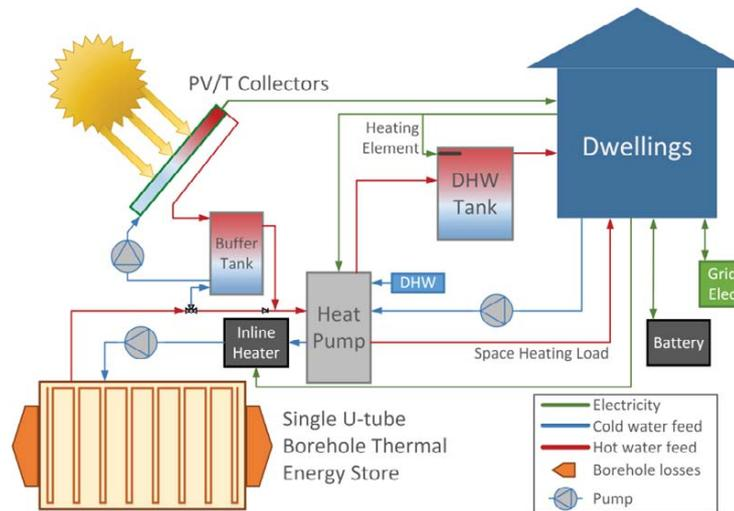 PV/T Collectors
Heating
Element
Dwellings
DHW
Tank
Buffer
Tank
Heat
Pump
DHW
Inline
Heater
Space Heating Load
Battery
Single U-tube
Borehole Thermal
Energy Store
Electricity
Cold water feed
Hot water feed
Borehole losses
Pump